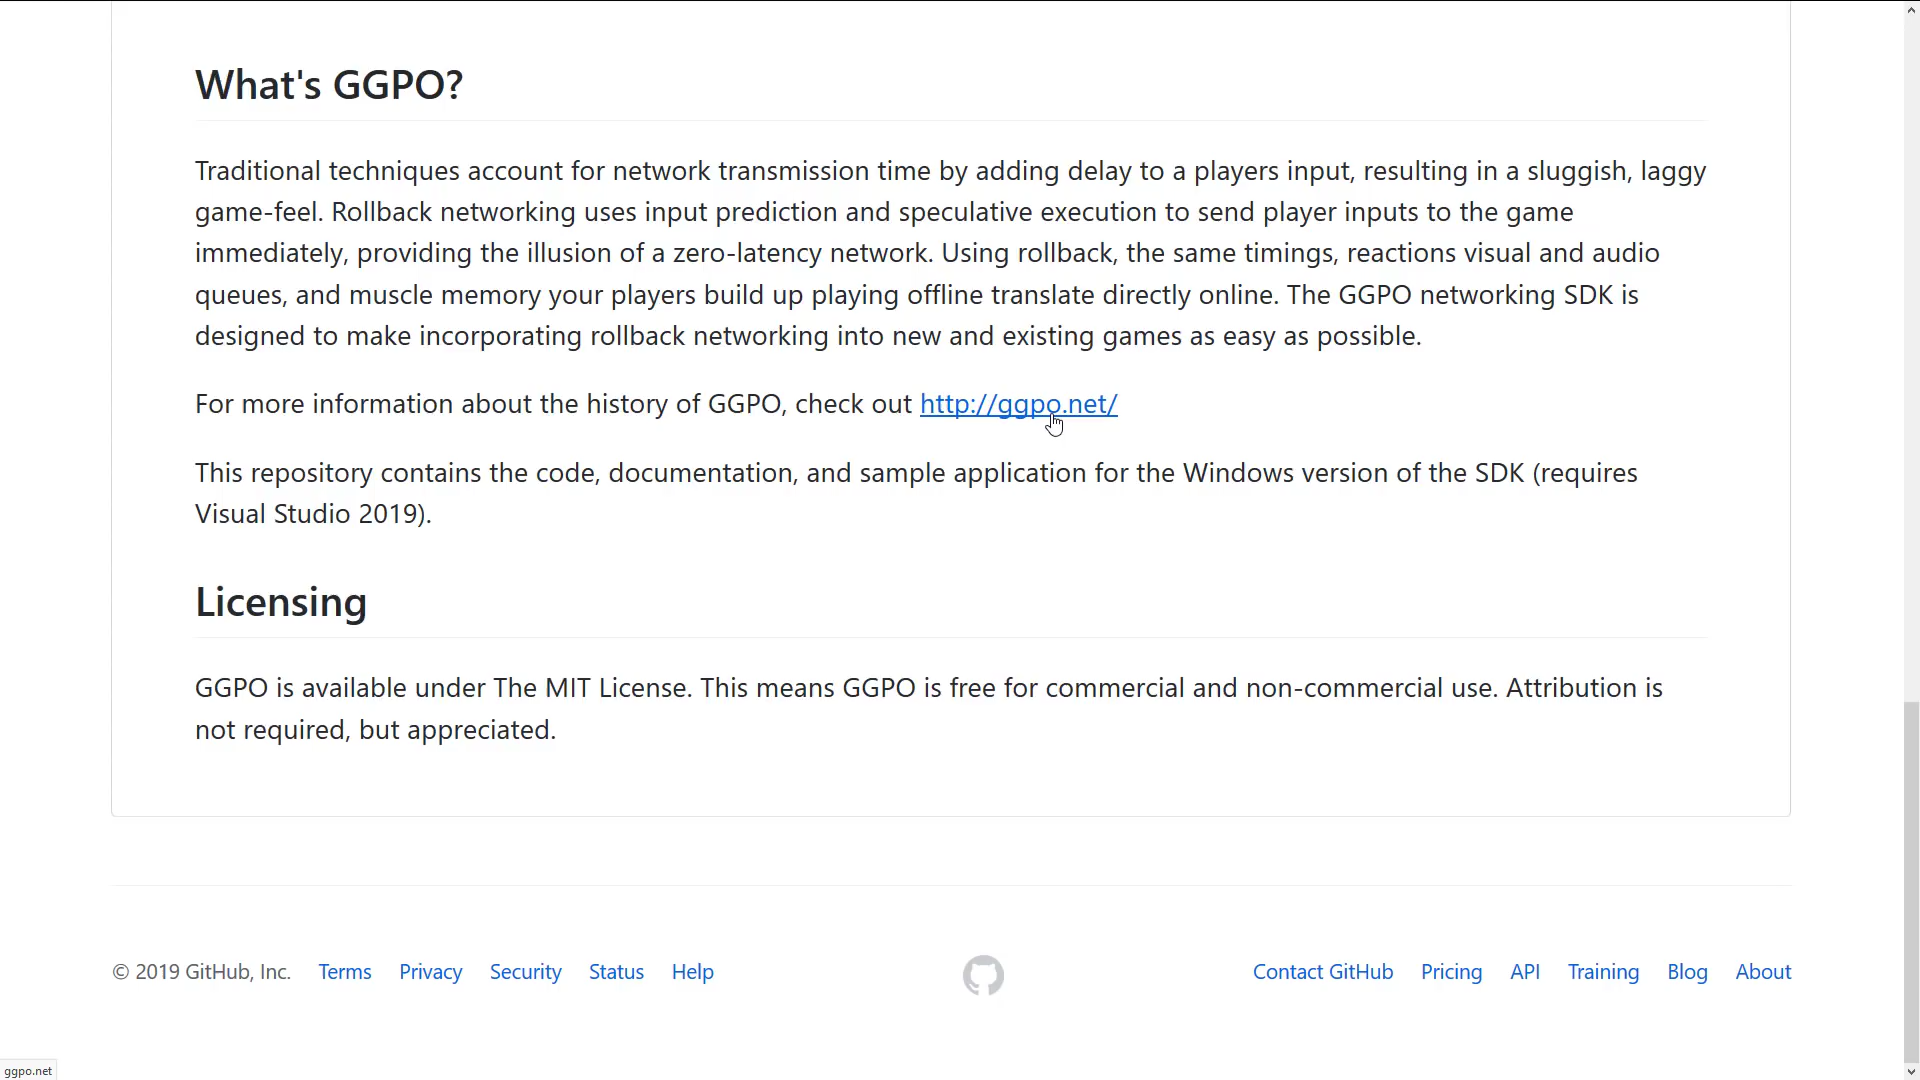 What's GGPO?
Traditional techniques account for network transmission time by adding delay to a players input, resulting in a sluggish, laggy
game-feel. Rollback networking uses input prediction and speculative execution to send player inputs to the game
immediately, providing the illusion of a zero-latency network. Using rollback, the same timings, reactions visual and audio
queues, and muscle memory your players build up playing offline translate directly online. The GGPO networking SDK is
designed to make incorporating rollback networking into new and existing games as easy as possible.
For more information about the history of GGPO, check out http://ggpo.net/
This repository contains the code, documentation, and sample application for the Windows version of the SDK (requires
Visual Studio 2019).
Licensing
GGPO is available under The MIT License. This means GGPO is free for commercial and non-commercial use. Attribution is
not required, but appreciated.
© 2019 GitHub, Inc. Terms Privacy Security Status Help Contact GitHub Pricing API Training Blog About
ggpo.net